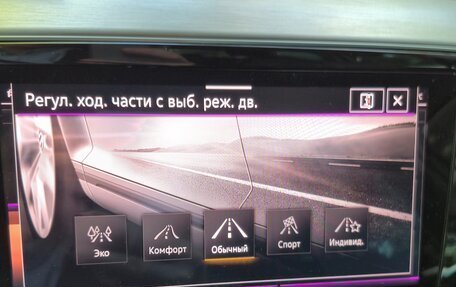 Регул. ход. части с выб. реж. дв.
Эко
Комфорт
Обычный
Спорт
Индивид.